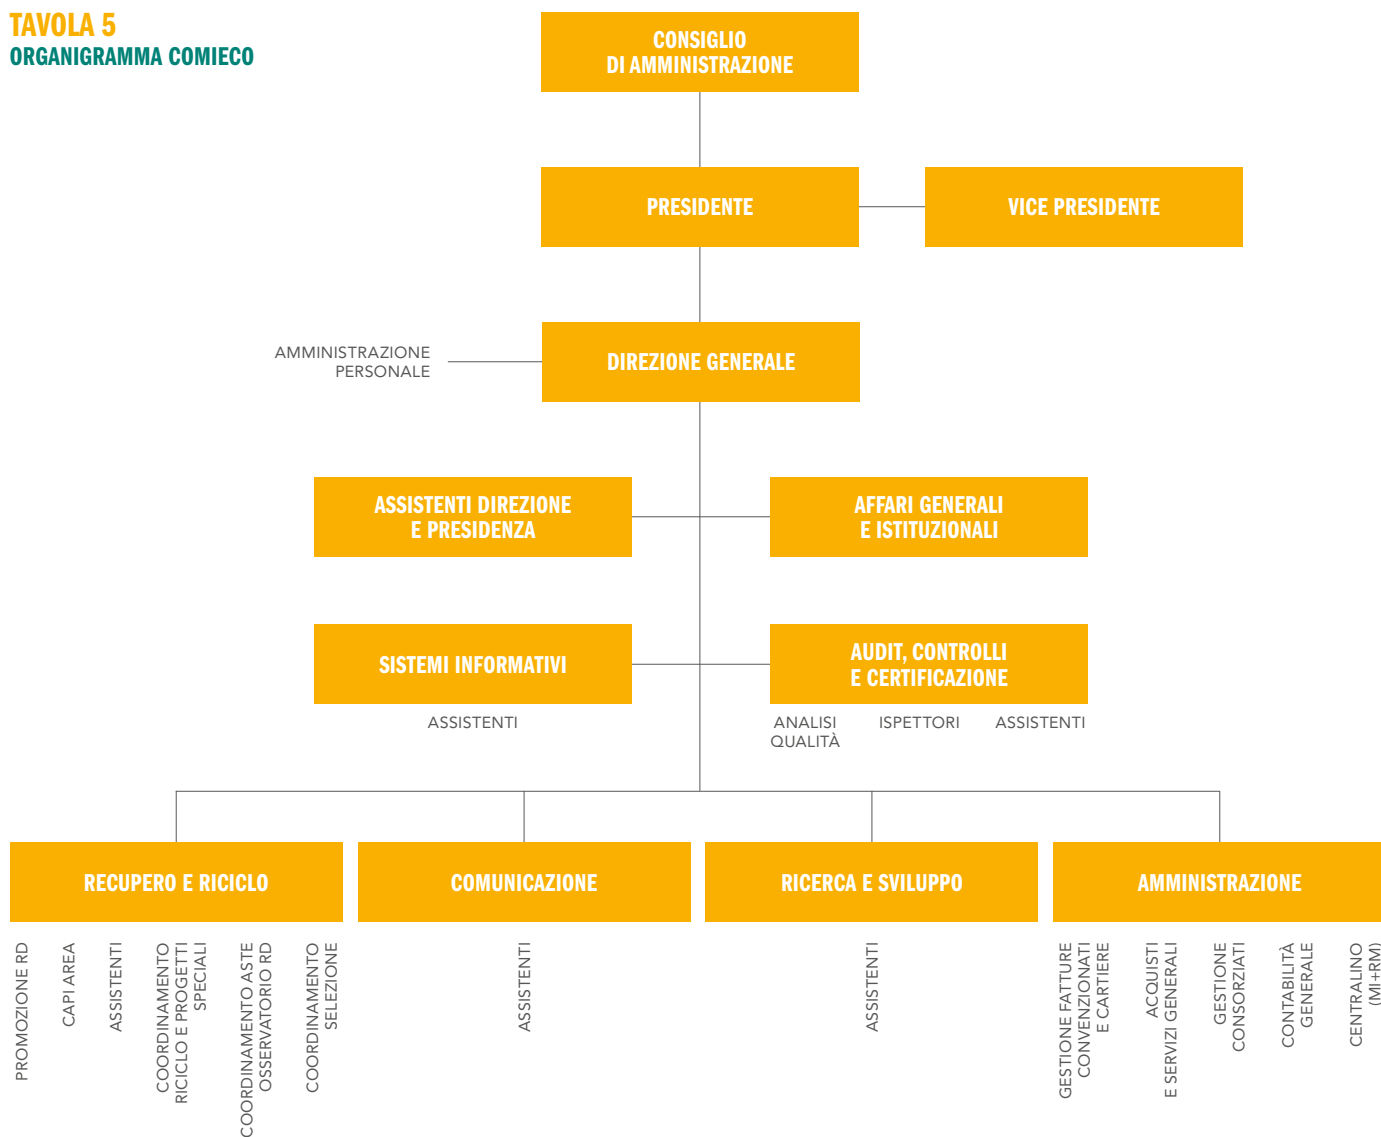 TAVOLA 5
ORGANIGRAMMA COMIECO
CONSIGLIO
DI AMMINISTRAZIONE
PRESIDENTE
VICE PRESIDENTE
AMMINISTRAZIONE
PERSONALE
DIREZIONE GENERALE
ASSISTENTI DIREZIONE
E PRESIDENZA
AFFARI GENERALI
E ISTITUZIONALI
SISTEMI INFORMATIVI
AUDIT, CONTROLLI
E CERTIFICAZIONE
ASSISTENTI
ANALISI
QUALITÀ
ISPETTORI
ASSISTENTI
RECUPERO E RICICLO
COMUNICAZIONE
RICERCA E SVILUPPO
AMMINISTRAZIONE
PROMOZIONE RD
CAPI AREA
ASSISTENTI
COORDINAMENTO
RICICLO E PROGETTI
SPECIALI
COORDINAMENTO ASTE
OSSERVATORIO RD
COORDINAMENTO
SELEZIONE
ASSISTENTI
ASSISTENTI
GESTIONE FATTURE
CONVENZIONATI
E CARTIERE
ACQUISTI
E SERVIZI GENERALI
GESTIONE
CONSORZIATI
CONTABILITÀ
GENERALE
CENTRALINO
(MI+RM)